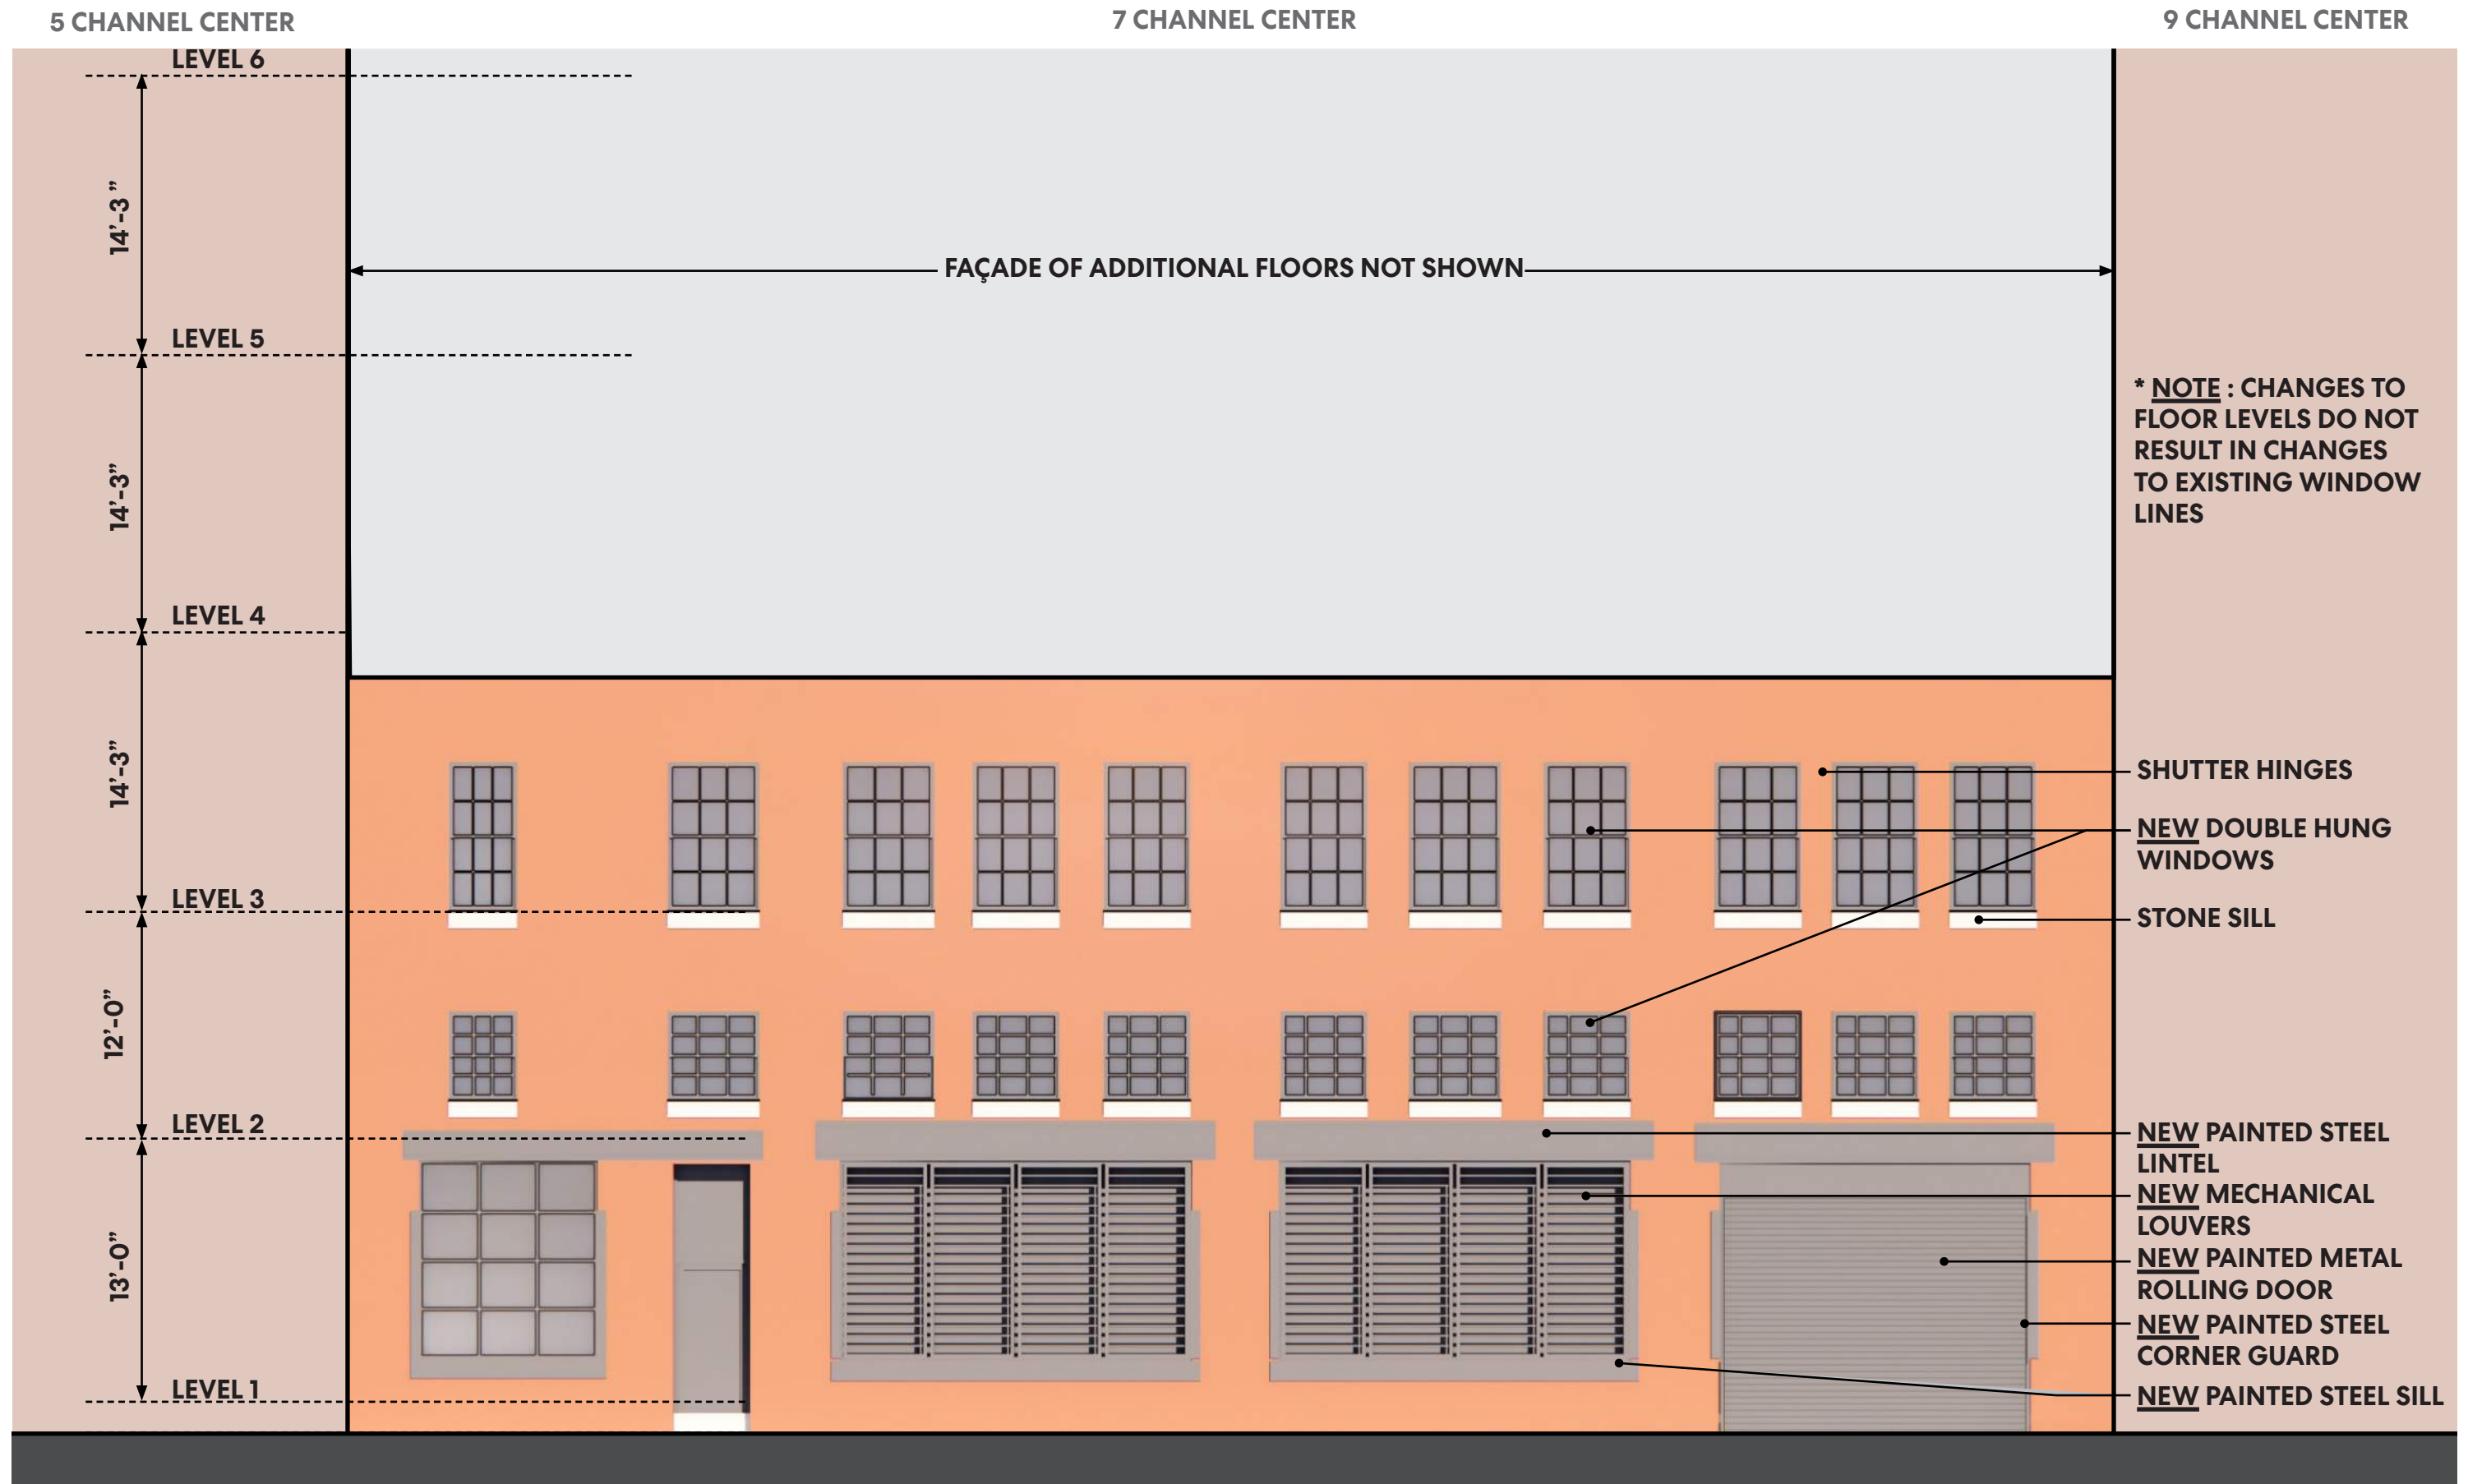 5 CHANNEL CENTER
7 CHANNEL CENTER
9 CHANNEL CENTER
LEVEL 6
14’-3”
FAÇADE OF ADDITIONAL FLOORS NOT SHOWN
LEVEL 5
14’-3”
LEVEL 4
14’-3”
LEVEL 3
12’-0”
LEVEL 2
13’-0”
LEVEL 1
* NOTE : CHANGES TO
FLOOR LEVELS DO NOT
RESULT IN CHANGES
TO EXISTING WINDOW
LINES
SHUTTER HINGES
NEW DOUBLE HUNG
WINDOWS
STONE SILL
NEW PAINTED STEEL
LINTEL
NEW MECHANICAL
LOUVERS
NEW PAINTED METAL
ROLLING DOOR
NEW PAINTED STEEL
CORNER GUARD
NEW PAINTED STEEL SILL